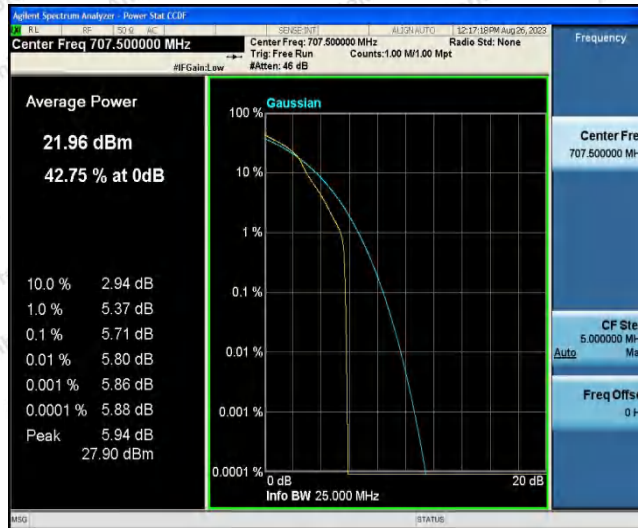 Agilent Spectrum Analyzer - Power Stat CCDF
RL RF 50 Ω AC SENSE:INT ALIGN AUTO 12:17:18 PM Aug 26, 2023
Center Freq 707.500000 MHz
Center Freq: 707.500000 MHz Radio Std: None
Trig: Free Run Counts:1.00 M/1.00 Mpt
#IFGain:Low #Atten: 46 dB
Frequency
Average Power
21.96 dBm
42.75 % at 0dB
10.0 % 2.94 dB
1.0 % 5.37 dB
0.1 % 5.71 dB
0.01 % 5.80 dB
0.001 % 5.86 dB
0.0001 % 5.88 dB
Peak 5.94 dB
27.90 dBm
Gaussian
100 %
10 %
1 %
0.1 %
0.01 %
0.001 %
0.0001 %
0 dB 20 dB
Info BW 25.000 MHz
Center Fre
707.500000 MH
CF Ste
5.000000 MH
Auto Ma
Freq Offse
0 H
MSG STATUS